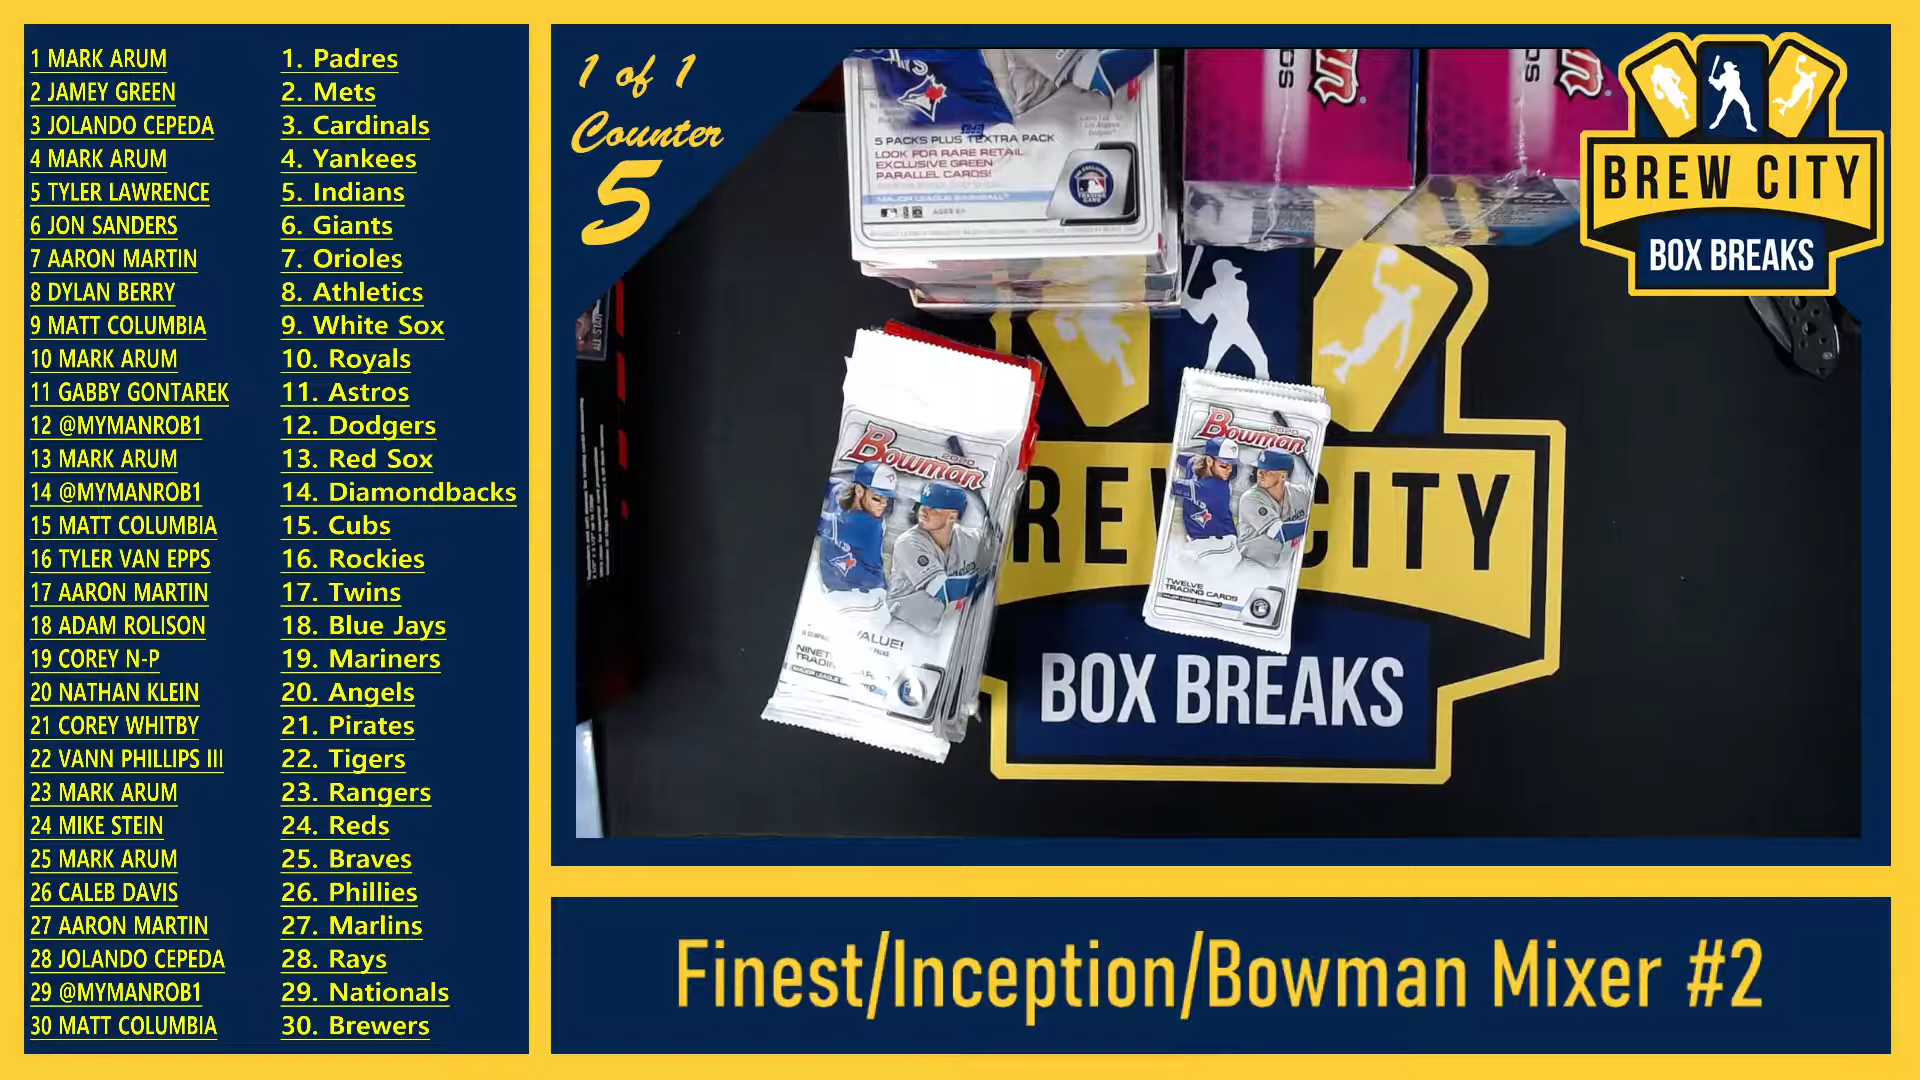 1 MARK ARUM
2 JAMEY GREEN
3 JOLANDO CEPEDA
4 MARK ARUM
5 TYLER LAWRENCE
6 JON SANDERS
7 AARON MARTIN
8 DYLAN BERRY
9 MATT COLUMBIA
10 MARK ARUM
11 GABBY GONTAREK
12 @MYMANROB1
13 MARK ARUM
14 @MYMANROB1
15 MATT COLUMBIA
16 TYLER VAN EPPS
17 AARON MARTIN
18 ADAM ROLISON
19 COREY N-P
20 NATHAN KLEIN
21 COREY WHITBY
22 VANN PHILLIPS III
23 MARK ARUM
24 MIKE STEIN
25 MARK ARUM
26 CALEB DAVIS
27 AARON MARTIN
28 JOLANDO CEPEDA
29 @MYMANROB1
30 MATT COLUMBIA
1. Padres
2. Mets
3. Cardinals
4. Yankees
5. Indians
6. Giants
7. Orioles
8. Athletics
9. White Sox
10. Royals
11. Astros
12. Dodgers
13. Red Sox
14. Diamondbacks
15. Cubs
16. Rockies
17. Twins
18. Blue Jays
19. Mariners
20. Angels
21. Pirates
22. Tigers
23. Rangers
24. Reds
25. Braves
26. Phillies
27. Marlins
28. Rays
29. Nationals
30. Brewers
1 of 1
Counter
5
5 PACKS PLUS 1 EXTRA PACK
LOOK FOR RARE RETAIL
EXCLUSIVE GREEN
PARALLEL CARDS!
MAJOR LEAGUE BASEBALL
BREW CITY
BOX BREAKS
2020
Bowman
VALUE!
2020
Bowman
TWELVE
TRADING CARDS
RE CITY
BOX BREAKS
Finest/Inception/Bowman Mixer #2